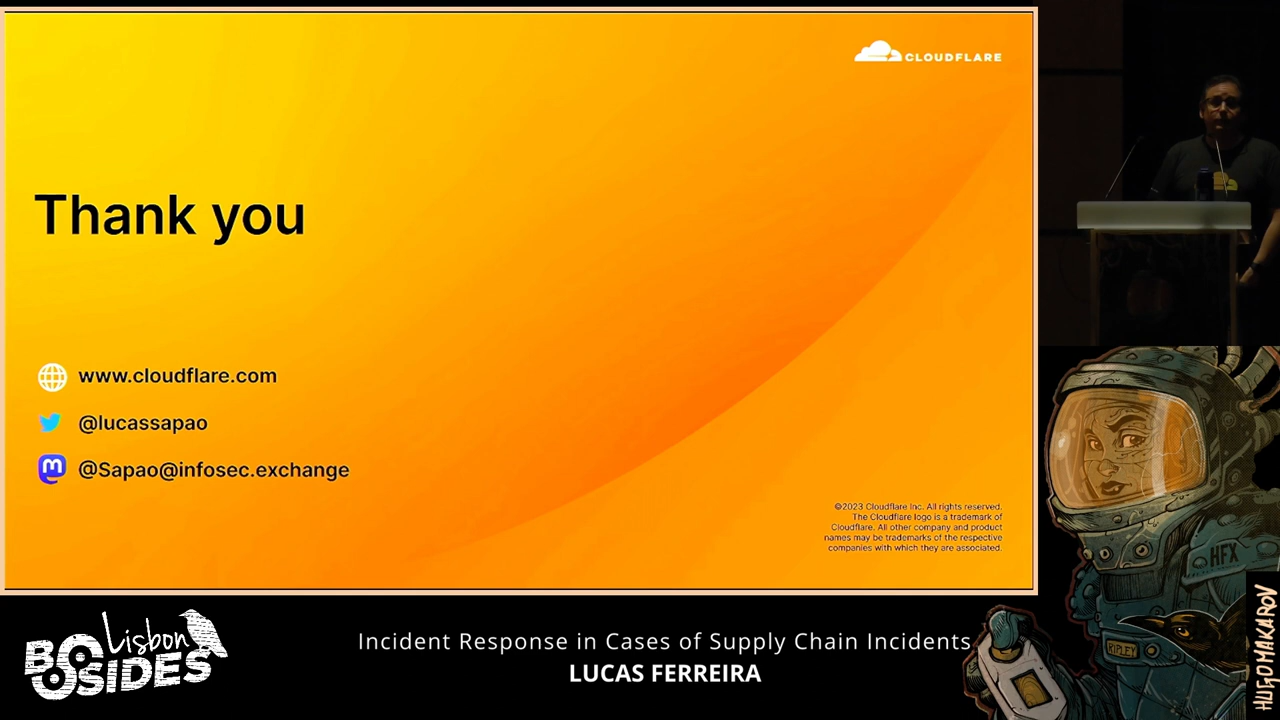 CLOUDFLARE
Thank you
www.cloudflare.com
@lucassapao
@Sapao@infosec.exchange
©2023 Cloudflare Inc. All rights reserved.
The Cloudflare logo is a trademark of
Cloudflare. All other company and product
names may be trademarks of the respective
companies with which they are associated.
HFX
RIPLEY
HUGOMAKAROV
Lisbon
BSIDES
Incident Response in Cases of Supply Chain Incidents
LUCAS FERREIRA